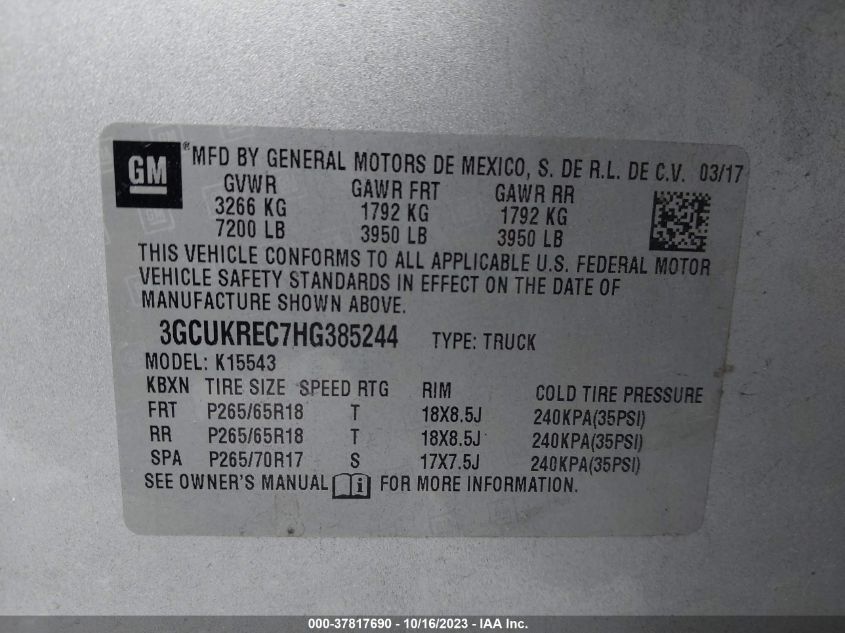 GM ® MFD BY GENERAL MOTORS DE MEXICO, S. DE R.L. DE C.V. 03/17
GVWR GAWR FRT GAWR RR
3266 KG 1792 KG 1792 KG
7200 LB 3950 LB 3950 LB
THIS VEHICLE CONFORMS TO ALL APPLICABLE U.S. FEDERAL MOTOR
VEHICLE SAFETY STANDARDS IN EFFECT ON THE DATE OF
MANUFACTURE SHOWN ABOVE.
3GCUKREC7HG385244 TYPE: TRUCK
MODEL: K15543
KBXN TIRE SIZE SPEED RTG RIM COLD TIRE PRESSURE
FRT P265/65R18 T 18X8.5J 240KPA(35PSI)
RR P265/65R18 T 18X8.5J 240KPA(35PSI)
SPA P265/70R17 S 17X7.5J 240KPA(35PSI)
SEE OWNER'S MANUAL i FOR MORE INFORMATION.
000-37817690 - 10/16/2023 - IAA Inc.